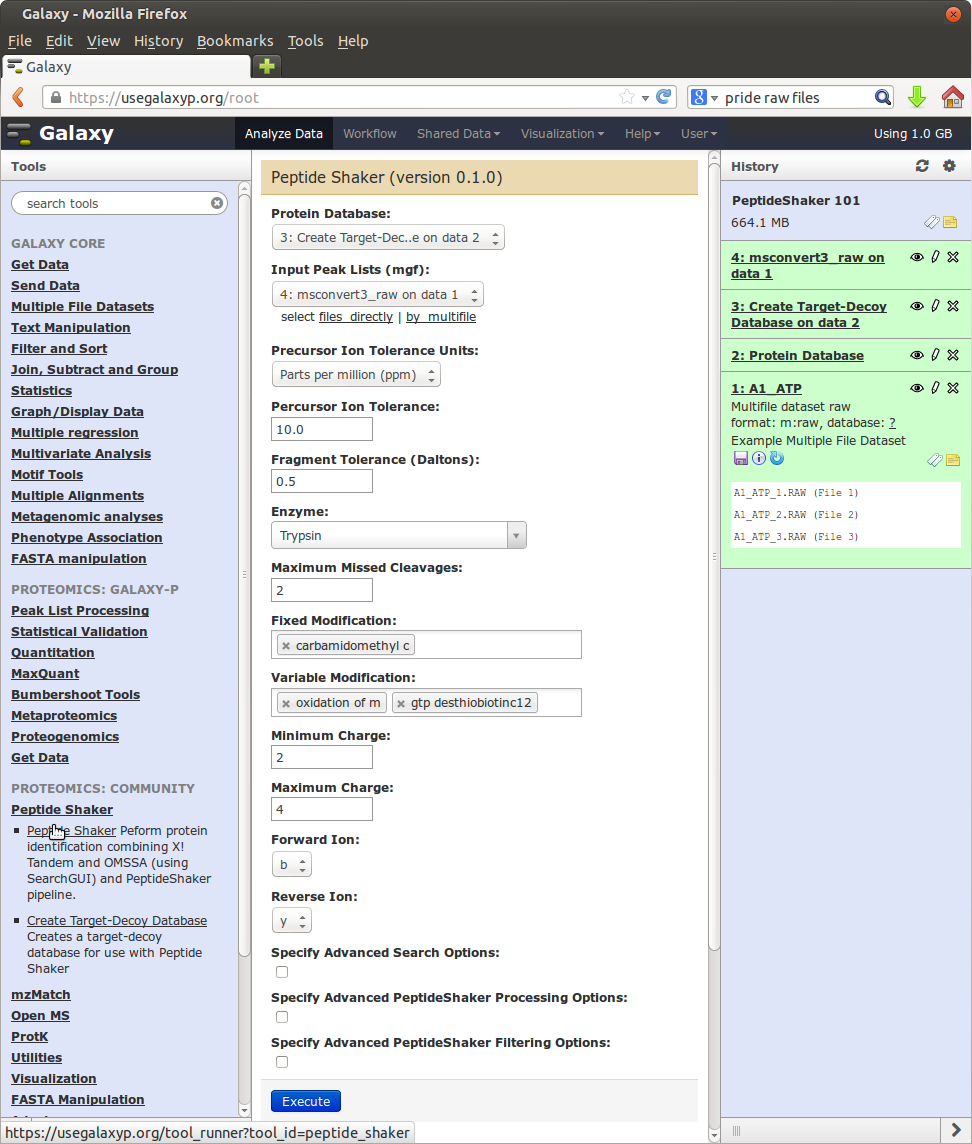 Galaxy - Mozilla Firefox
File Edit View History Bookmarks Tools Help
Galaxy
https://usegalaxyp.org/root
pride raw files
Galaxy
Analyze Data Workflow Shared Data Visualization Help User
Using 1.0 GB
Tools
search tools
GALAXY CORE
Get Data
Send Data
Multiple File Datasets
Text Manipulation
Filter and Sort
Join, Subtract and Group
Statistics
Graph/Display Data
Multiple regression
Multivariate Analysis
Motif Tools
Multiple Alignments
Metagenomic analyses
Phenotype Association
FASTA manipulation
PROTEOMICS: GALAXY-P
Peak List Processing
Statistical Validation
Quantitation
MaxQuant
Bumbershoot Tools
Metaproteomics
Proteogenomics
Get Data
PROTEOMICS: COMMUNITY
Peptide Shaker
Peptide Shaker Peform protein
identification combining X!
Tandem and OMSSA (using
SearchGUI) and PeptideShaker
pipeline.
Create Target-Decoy Database
Creates a target-decoy
database for use with Peptide
Shaker
mzMatch
Open MS
ProtK
Utilities
Visualization
FASTA Manipulation
https://usegalaxyp.org/tool_runner?tool_id=peptide_shaker
Peptide Shaker (version 0.1.0)
Protein Database:
3: Create Target-Dec..e on data 2
Input Peak Lists (mgf):
4: msconvert3_raw on data 1
select files directly | by multifile
Precursor Ion Tolerance Units:
Parts per million (ppm)
Percursor Ion Tolerance:
10.0
Fragment Tolerance (Daltons):
0.5
Enzyme:
Trypsin
Maximum Missed Cleavages:
2
Fixed Modification:
carbamidomethyl c
Variable Modification:
oxidation of m gtp desthiobiotinc12
Minimum Charge:
2
Maximum Charge:
4
Forward Ion:
b
Reverse Ion:
y
Specify Advanced Search Options:
Specify Advanced PeptideShaker Processing Options:
Specify Advanced PeptideShaker Filtering Options:
Execute
History
PeptideShaker 101
664.1 MB
4: msconvert3_raw on
data 1
3: Create Target-Decoy
Database on data 2
2: Protein Database
1: A1_ATP
Multifile dataset raw
format: m:raw, database: ?
Example Multiple File Dataset
A1_ATP_1.RAW (File 1)
A1_ATP_2.RAW (File 2)
A1_ATP_3.RAW (File 3)